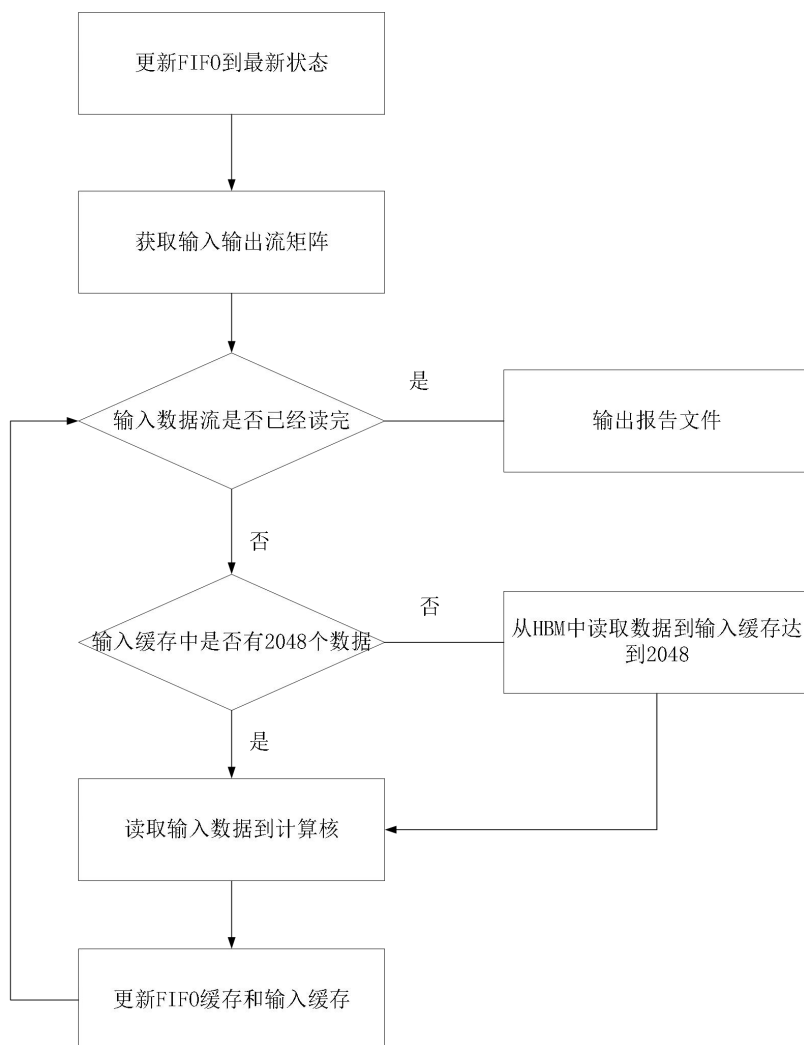 更新FIFO到最新状态
获取输入输出流矩阵
是
输入数据流是否已经读完
输出报告文件
否
否
输入缓存中是否有2048个数据
从HBM中读取数据到输入缓存达
到2048
是
读取输入数据到计算核
更新FIFO缓存和输入缓存